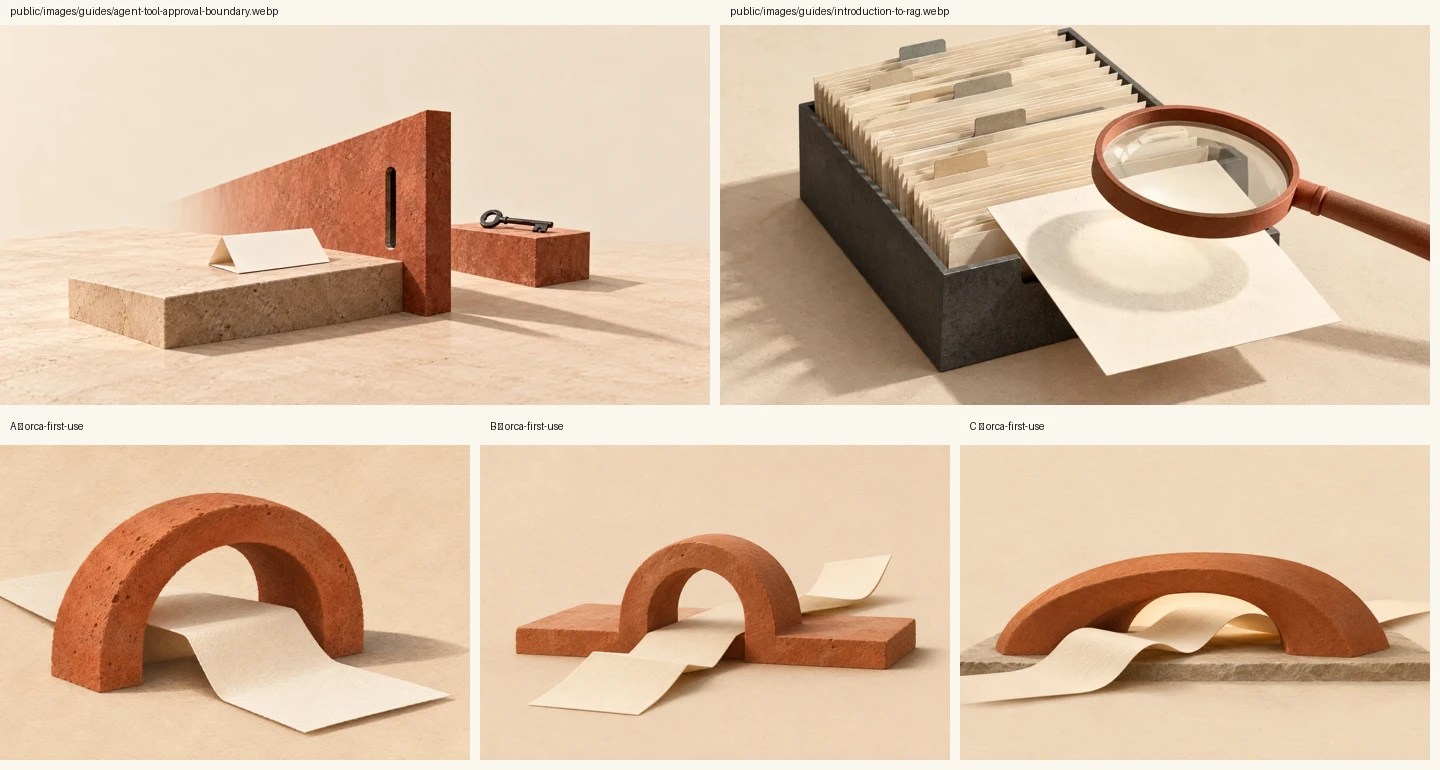 public/images/guides/agent-tool-approval-boundary.webp
public/images/guides/introduction-to-rag.webp
A orca-first-use
B orca-first-use
C orca-first-use